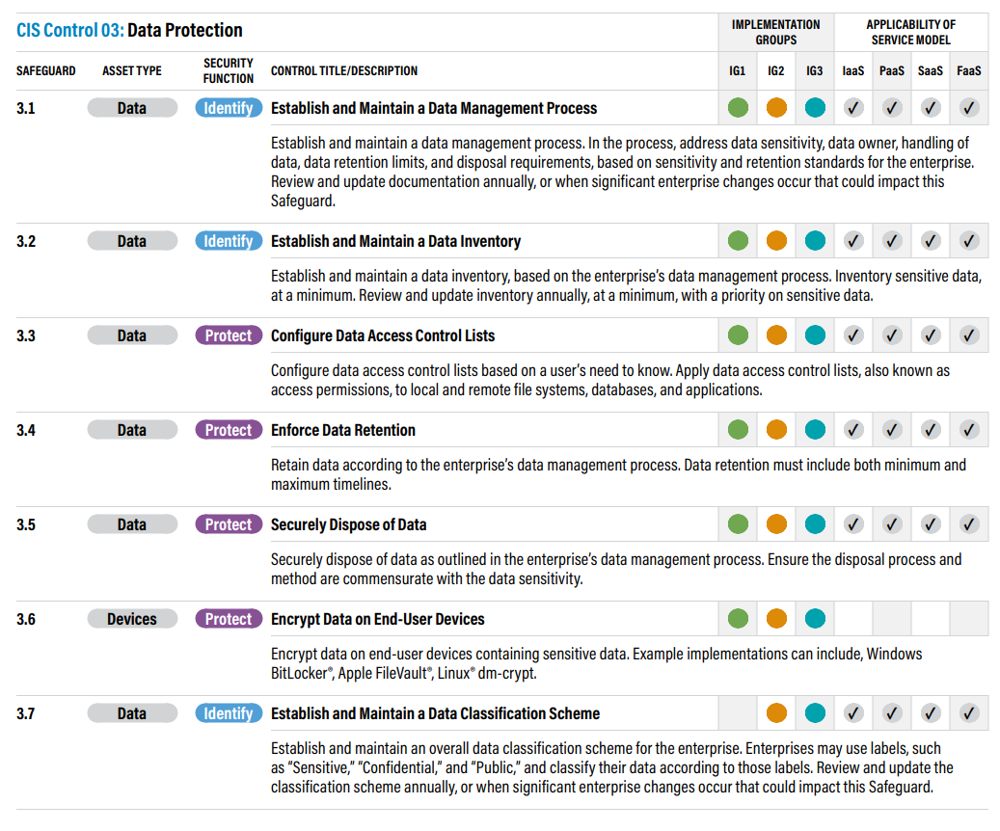 CIS Control 03: Data Protection
IMPLEMENTATION
GROUPS
APPLICABILITY OF
SERVICE MODEL
SAFEGUARD ASSET TYPE SECURITY FUNCTION CONTROL TITLE/DESCRIPTION IG1 IG2 IG3 IaaS PaaS SaaS FaaS
3.1 Data Identify Establish and Maintain a Data Management Process ✓ ✓ ✓ ✓
Establish and maintain a data management process. In the process, address data sensitivity, data owner, handling of
data, data retention limits, and disposal requirements, based on sensitivity and retention standards for the enterprise.
Review and update documentation annually, or when significant enterprise changes occur that could impact this
Safeguard.
3.2 Data Identify Establish and Maintain a Data Inventory ✓ ✓ ✓ ✓
Establish and maintain a data inventory, based on the enterprise’s data management process. Inventory sensitive data,
at a minimum. Review and update inventory annually, at a minimum, with a priority on sensitive data.
3.3 Data Protect Configure Data Access Control Lists ✓ ✓ ✓ ✓
Configure data access control lists based on a user’s need to know. Apply data access control lists, also known as
access permissions, to local and remote file systems, databases, and applications.
3.4 Data Protect Enforce Data Retention ✓ ✓ ✓ ✓
Retain data according to the enterprise’s data management process. Data retention must include both minimum and
maximum timelines.
3.5 Data Protect Securely Dispose of Data ✓ ✓ ✓ ✓
Securely dispose of data as outlined in the enterprise’s data management process. Ensure the disposal process and
method are commensurate with the data sensitivity.
3.6 Devices Protect Encrypt Data on End-User Devices
Encrypt data on end-user devices containing sensitive data. Example implementations can include, Windows
BitLocker®, Apple FileVault®, Linux® dm-crypt.
3.7 Data Identify Establish and Maintain a Data Classification Scheme ✓ ✓ ✓ ✓
Establish and maintain an overall data classification scheme for the enterprise. Enterprises may use labels, such
as “Sensitive,” “Confidential,” and “Public,” and classify their data according to those labels. Review and update the
classification scheme annually, or when significant enterprise changes occur that could impact this Safeguard.